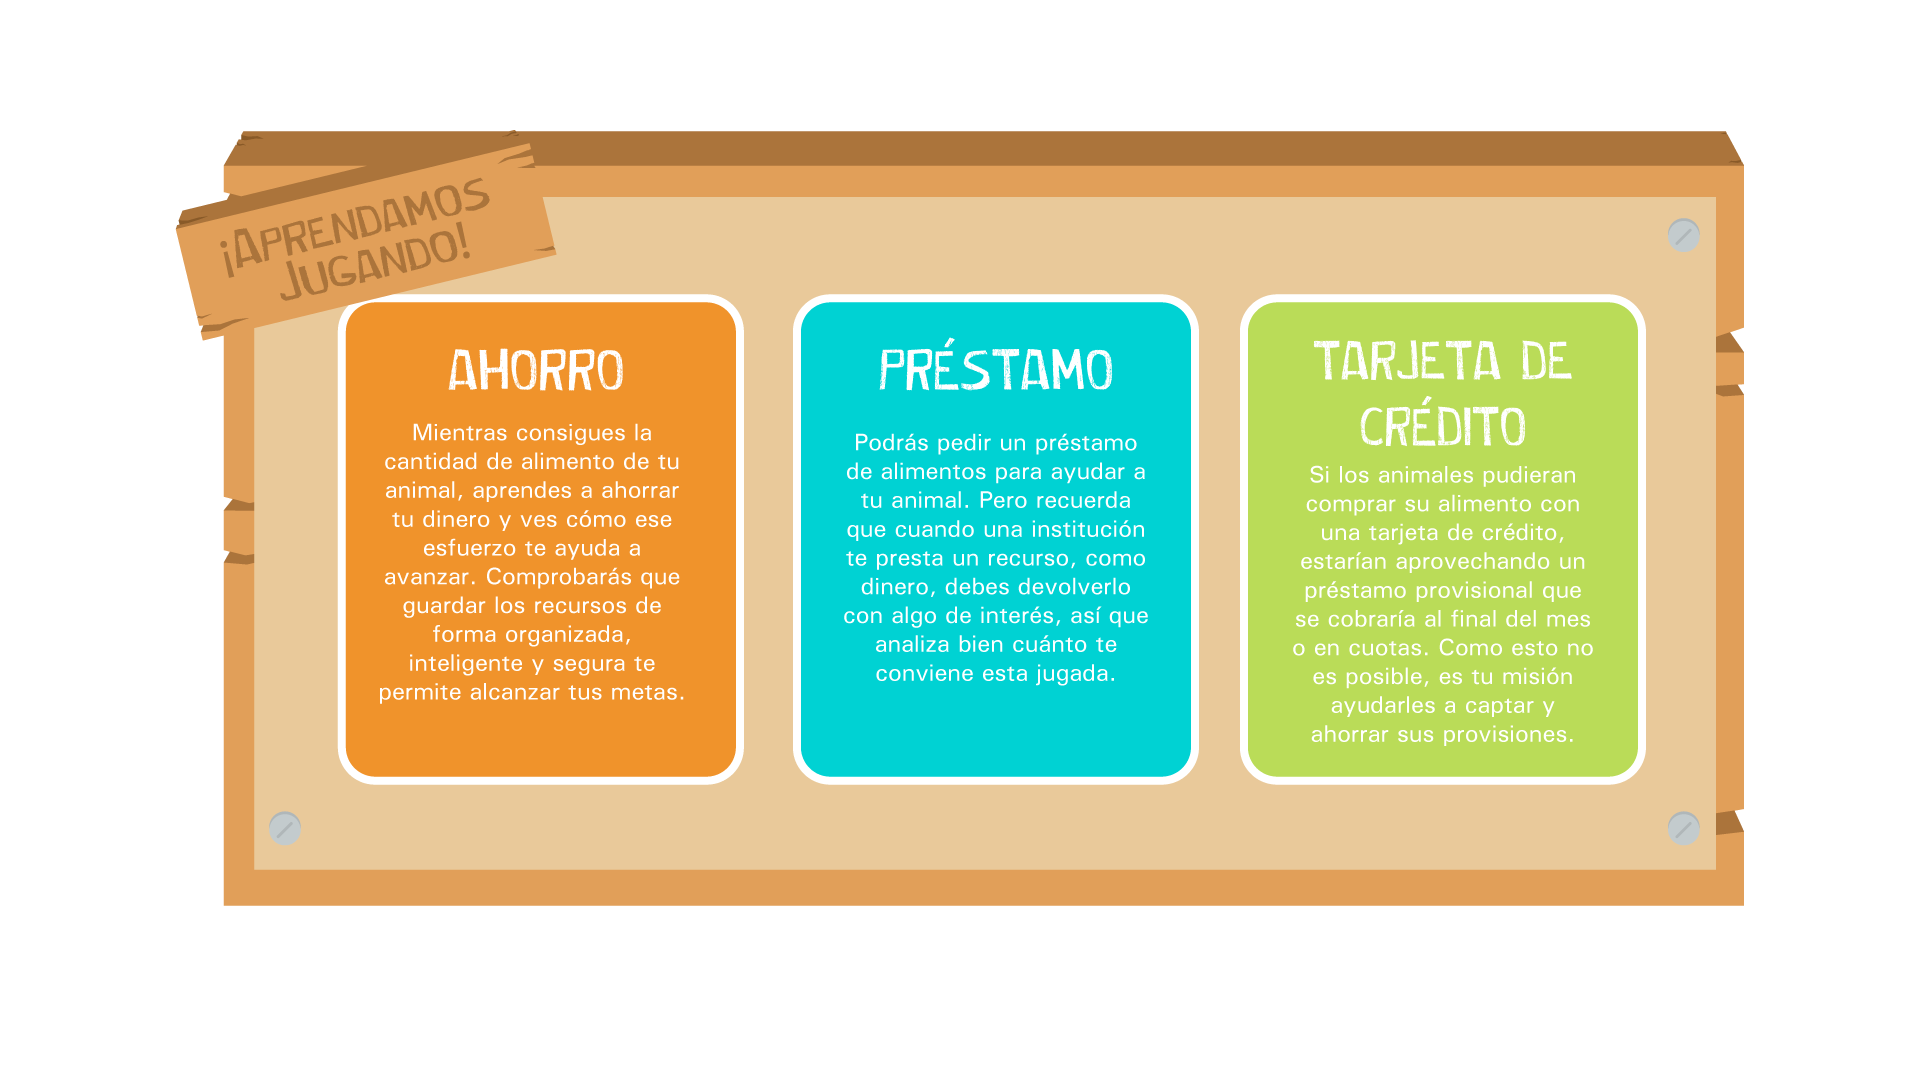 ¡APRENDAMOS
JUGANDO!
AHORRO
Mientras consigues la
cantidad de alimento de tu
animal, aprendes a ahorrar
tu dinero y ves cómo ese
esfuerzo te ayuda a
avanzar. Comprobarás que
guardar los recursos de
forma organizada,
inteligente y segura te
permite alcanzar tus metas.
PRÉSTAMO
Podrás pedir un préstamo
de alimentos para ayudar a
tu animal. Pero recuerda
que cuando una institución
te presta un recurso, como
dinero, debes devolverlo
con algo de interés, así que
analiza bien cuánto te
conviene esta jugada.
TARJETA DE
CRÉDITO
Si los animales pudieran
comprar su alimento con
una tarjeta de crédito,
estarían aprovechando un
préstamo provisional que
se cobraría al final del mes
o en cuotas. Como esto no
es posible, es tu misión
ayudarles a captar y
ahorrar sus provisiones.